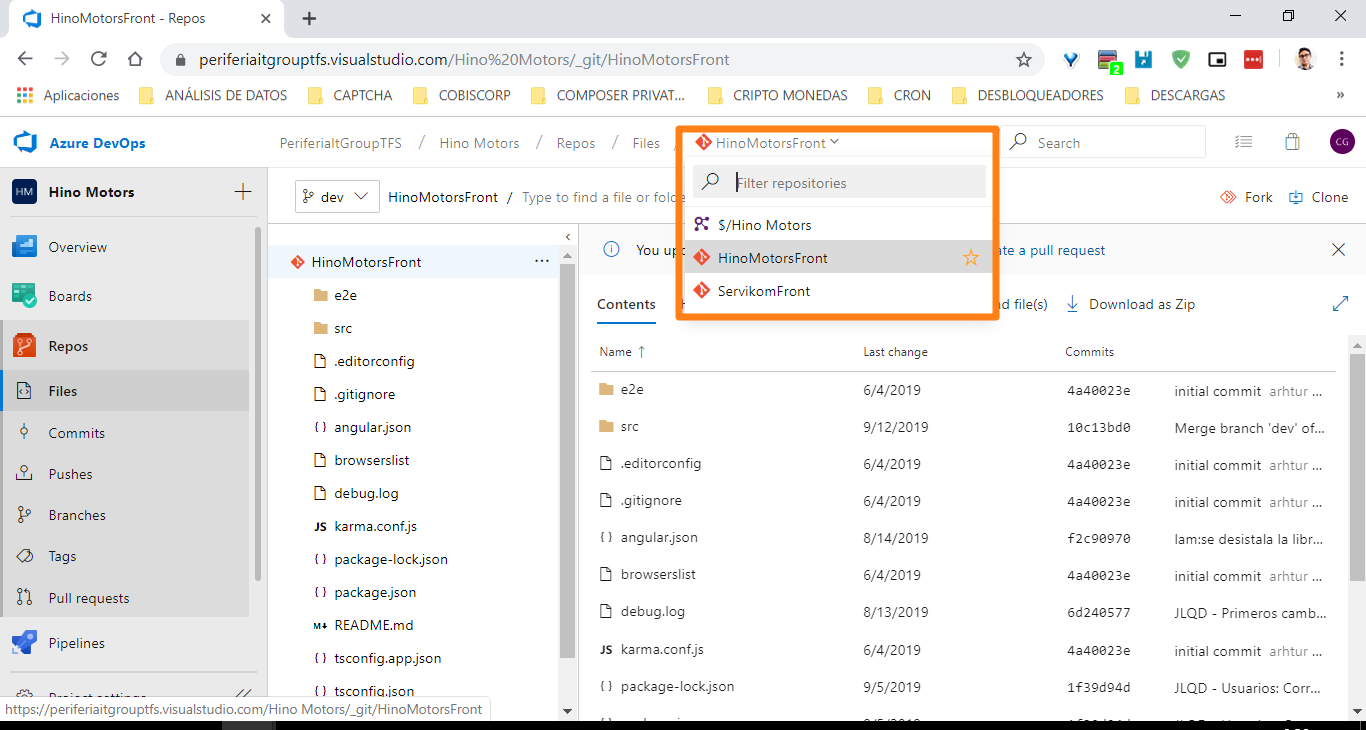 HinoMotorsFront - Repos
periferiaitgrouptfs.visualstudio.com/Hino%20Motors/_git/HinoMotorsFront
2
Aplicaciones
ANÁLISIS DE DATOS
CAPTCHA
COBISCORP
COMPOSER PRIVAT...
CRIPTO MONEDAS
CRON
DESBLOQUEADORES
DESCARGAS
»
Azure DevOps
PeriferiaItGroupTFS / Hino Motors / Repos / Files /
HinoMotorsFront
Search
CG
HM Hino Motors
Overview
Boards
Repos
Files
Commits
Pushes
Branches
Tags
Pull requests
Pipelines
Project settings
dev
HinoMotorsFront / Type to find a file or folde
Filter repositories
$/Hino Motors
HinoMotorsFront
ServikomFront
Fork
Clone
HinoMotorsFront ...
e2e
src
.editorconfig
.gitignore
{ } angular.json
browserslist
debug.log
JS karma.conf.js
{ } package-lock.json
{ } package.json
M↓ README.md
{ } tsconfig.app.json
{ } tsconfig.json
You up
te a pull request
Contents
d file(s)
Download as Zip
Name ↑ Last change Commits
e2e 6/4/2019 4a40023e initial commit arhtur ...
src 9/12/2019 10c13bd0 Merge branch 'dev' of...
.editorconfig 6/4/2019 4a40023e initial commit arhtur ...
.gitignore 6/4/2019 4a40023e initial commit arhtur ...
{ } angular.json 8/14/2019 f2c90970 Iam:se desistala la libr...
browserslist 6/4/2019 4a40023e initial commit arhtur ...
debug.log 8/13/2019 6d240577 JLQD - Primeros camb...
JS karma.conf.js 6/4/2019 4a40023e initial commit arhtur ...
{ } package-lock.json 9/5/2019 1f39d94d JLQD - Usuarios: Corr...
https://periferiaitgrouptfs.visualstudio.com/Hino Motors/_git/HinoMotorsFront